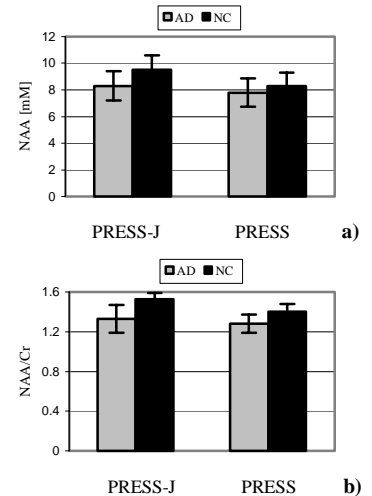 AD NC
12
10
8
6
4
2
0
NAA [mM]
PRESS-J PRESS a)
AD NC
1.6
1.2
0.8
0.4
0
NAA/Cr
PRESS-J PRESS b)